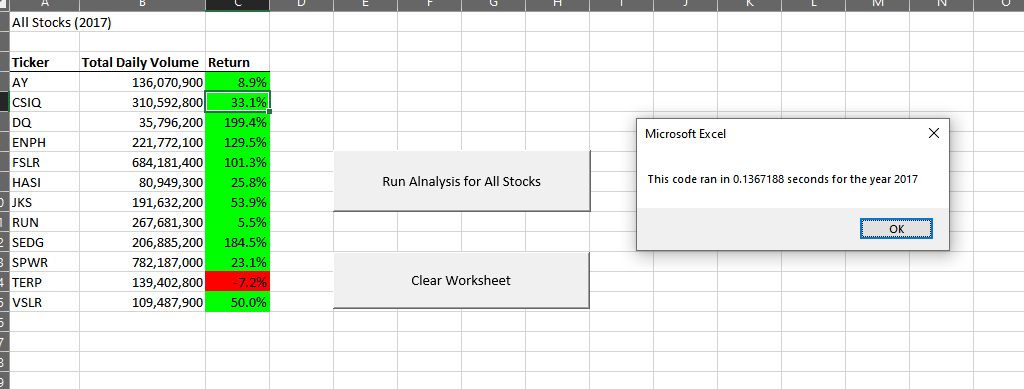 A B C D E F G H I J K L M N O
All Stocks (2017)
Ticker Total Daily Volume Return
AY 136,070,900 8.9%
CSIQ 310,592,800 33.1%
DQ 35,796,200 199.4%
ENPH 221,772,100 129.5%
FSLR 684,181,400 101.3%
HASI 80,949,300 25.8%
JKS 191,632,200 53.9%
RUN 267,681,300 5.5%
SEDG 206,885,200 184.5%
SPWR 782,187,000 23.1%
TERP 139,402,800 -7.2%
VSLR 109,487,900 50.0%
Run Alnalysis for All Stocks
Clear Worksheet
Microsoft Excel
This code ran in 0.1367188 seconds for the year 2017
OK